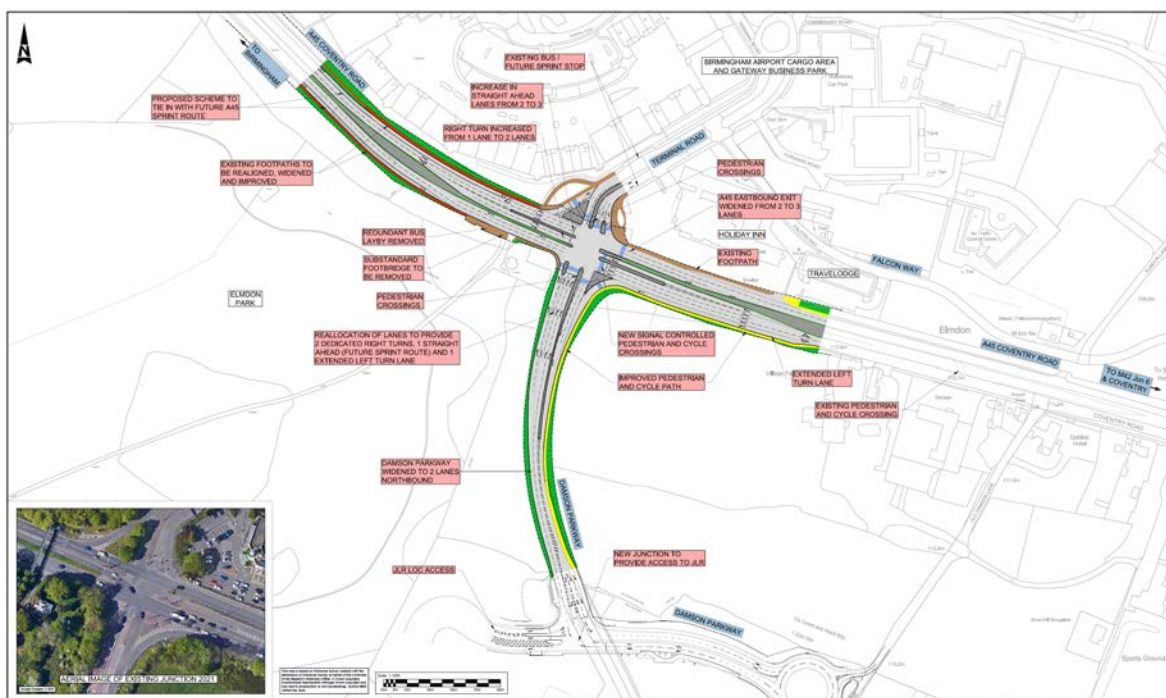 N
TO
BIRMINGHAM
A45 COVENTRY ROAD
EXISTING BUS /
FUTURE SPRINT STOP
BIRMINGHAM AIRPORT CARGO AREA
AND GATEWAY BUSINESS PARK
PROPOSED SCHEME TO
TIE IN WITH FUTURE A45
SPRINT ROUTE
INCREASE IN
STRAIGHT AHEAD
LANES FROM 2 TO 3
RIGHT TURN INCREASED
FROM 1 LANE TO 2 LANES
TERMINAL ROAD
EXISTING FOOTPATHS TO
BE REALIGNED, WIDENED
AND IMPROVED
PEDESTRIAN
CROSSINGS
A45 EASTBOUND EXIT
WIDENED FROM 2 TO 3
LANES
REDUNDANT BUS
LAYBY REMOVED
HOLIDAY INN
SUBSTANDARD
FOOTBRIDGE TO
BE REMOVED
EXISTING
FOOTPATH
FALCON WAY
TRAVELODGE
ELMDON
PARK
PEDESTRIAN
CROSSINGS
Elmdon
REALLOCATION OF LANES TO PROVIDE
2 DEDICATED RIGHT TURNS, 1 STRAIGHT
AHEAD (FUTURE SPRINT ROUTE) AND 1
EXTENDED LEFT TURN LANE
NEW SIGNAL CONTROLLED
PEDESTRIAN AND CYCLE
CROSSINGS
A45 COVENTRY ROAD
TO M42 Jcn 6
& COVENTRY
IMPROVED PEDESTRIAN
AND CYCLE PATH
EXTENDED LEFT
TURN LANE
EXISTING PEDESTRIAN
AND CYCLE CROSSING
COVENTRY ROAD
Garage
Hotel
DAMSON PARKWAY
WIDENED TO 2 LANES
NORTHBOUND
DAMSON PARKWAY
NEW JUNCTION TO
PROVIDE ACCESS TO JLR
JLR LOC ACCESS
DAMSON PARKWAY
Sports Ground
AERIAL IMAGE OF EXISTING JUNCTION 2021